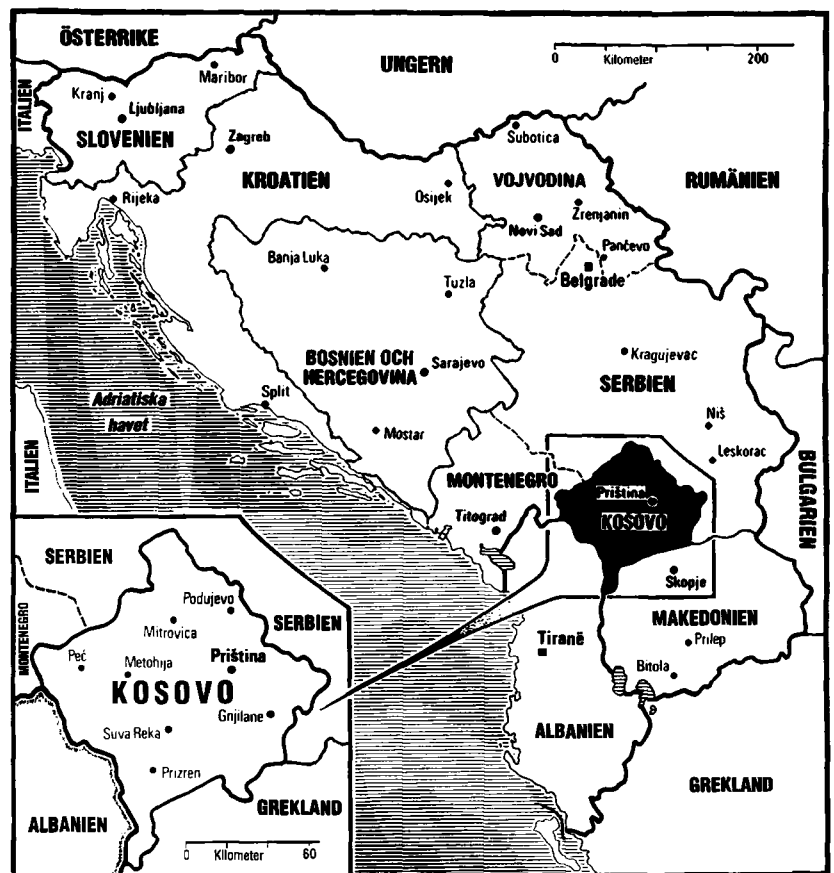 ÖSTERRIKE
UNGERN
0 Kilometer 200
ITALIEN
Maribor
Kranj
Ljubljana
SLOVENIEN
Zagreb
Subotica
KROATIEN
Osijek
VOJVODINA
RUMÄNIEN
Rijeka
Zrenjanin
Novi Sad
Pančevo
Banja Luka
Belgrade
Tuzla
BOSNIEN OCH
HERCEGOVINA
Sarajevo
Kragujevac
SERBIEN
Adriatiska
havet
Split
Mostar
Niš
Leskorac
BULGARIEN
ITALIEN
MONTENEGRO
Priština
KOSOVO
Titograd
Skopje
MAKEDONIEN
Tiranë
Prilep
Bitola
ALBANIEN
GREKLAND
SERBIEN
Podujevo
SERBIEN
Mitrovica
MONTENEGRO
Peć
Metohija
Priština
KOSOVO
Gnjilane
Suva Reka
Prizren
GREKLAND
ALBANIEN
0 Kilometer 60